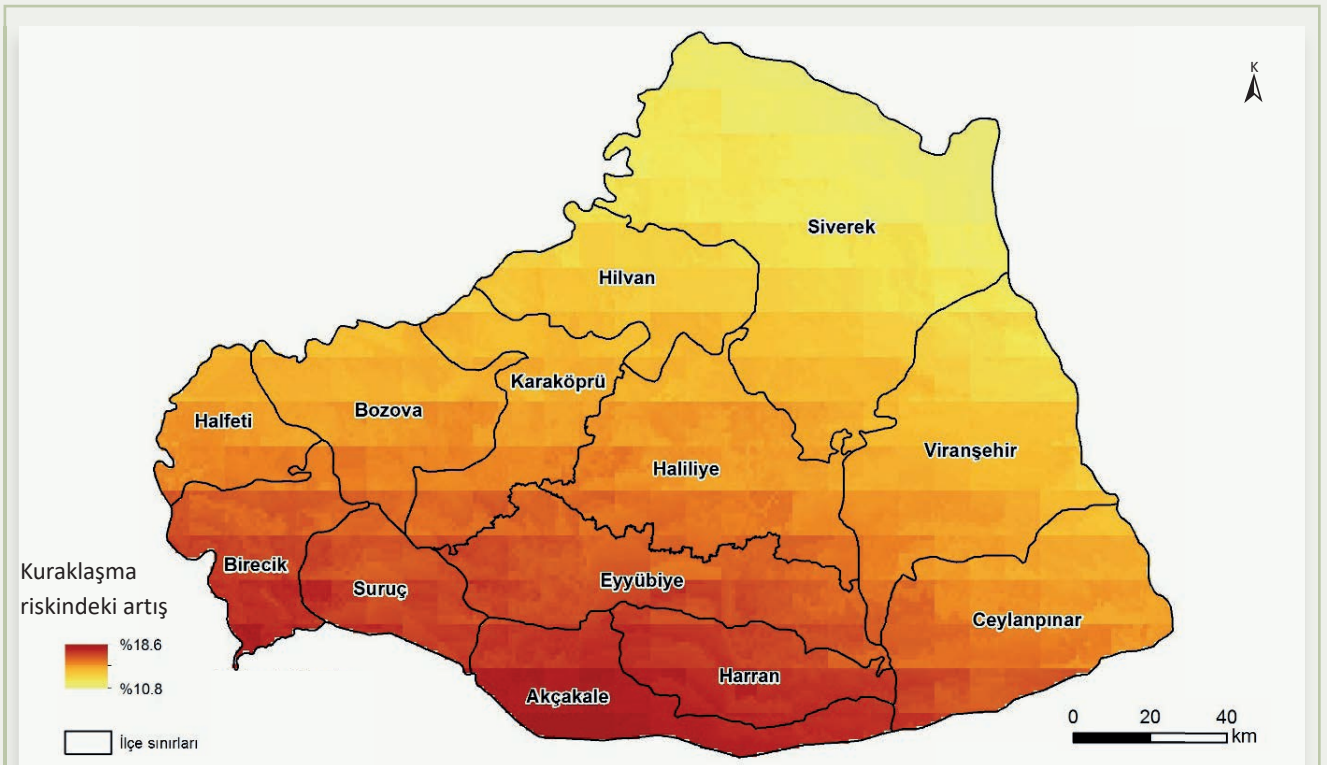 K
Siverek
Hilvan
Karaköprü
Bozova
Halfeti
Viranşehir
Haliliye
Birecik
Suruç
Eyyübiye
Ceylanpınar
Harran
Akçakale
Kuraklaşma
riskindeki artış
%18.6
%10.8
İlçe sınırları
0 20 40
km